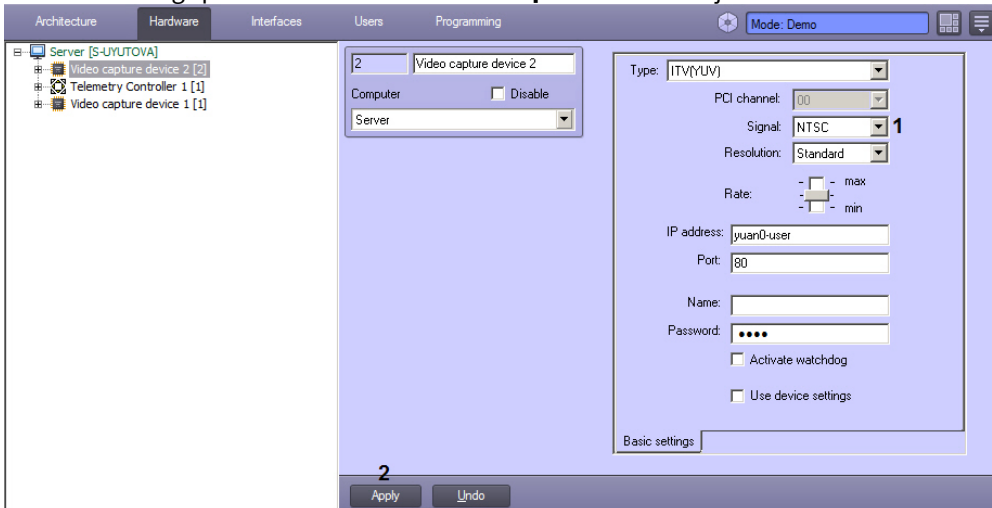 Architecture Hardware Interfaces Users Programming Mode: Demo
Server [S-UYUTOVA]
Video capture device 2 [2]
Telemetry Controller 1 [1]
Video capture device 1 [1]
2 Video capture device 2
Computer Disable
Server
Type: ITV(YUV)
PCI channel: 00
Signal: NTSC 1
Resolution: Standard
Rate: max
min
IP address: yuan0-user
Port: 80
Name:
Password: ••••
Activate watchdog
Use device settings
Basic settings
2
Apply Undo